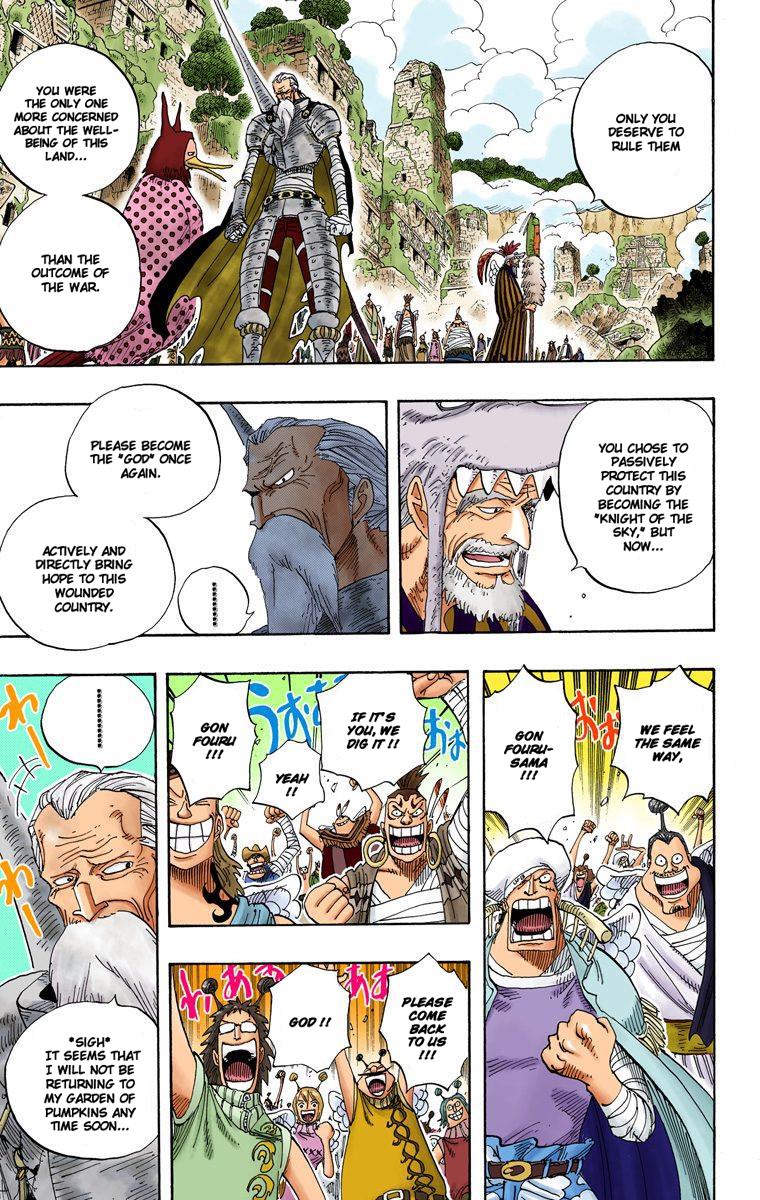 ONLY YOU
DESERVE TO
RULE THEM
YOU WERE
THE ONLY ONE
MORE CONCERNED
ABOUT THE WELL-
BEING OF THIS
LAND...
THAN THE
OUTCOME OF
THE WAR.
YOU CHOSE TO
PASSIVELY
PROTECT THIS
COUNTRY BY
BECOMING THE
"KNIGHT OF THE
SKY," BUT
NOW...
PLEASE BECOME
THE "GOD" ONCE
AGAIN.
ACTIVELY AND
DIRECTLY BRING
HOPE TO THIS
WOUNDED
COUNTRY.
..........
WE FEEL
THE SAME
WAY,
おお
GON
FOURU-
SAMA
!!!
IF IT'S
YOU, WE
DIG IT !!
おお
うおお
YEAH
!!
GON
FOURU
!!!
PLEASE
COME
BACK
TO US
!!!
ああ
GOD !!
わああ
..........
わー
わー
*SIGH*
IT SEEMS THAT
I WILL NOT BE
RETURNING TO
MY GARDEN OF
PUMPKINS ANY
TIME SOON...
XXX